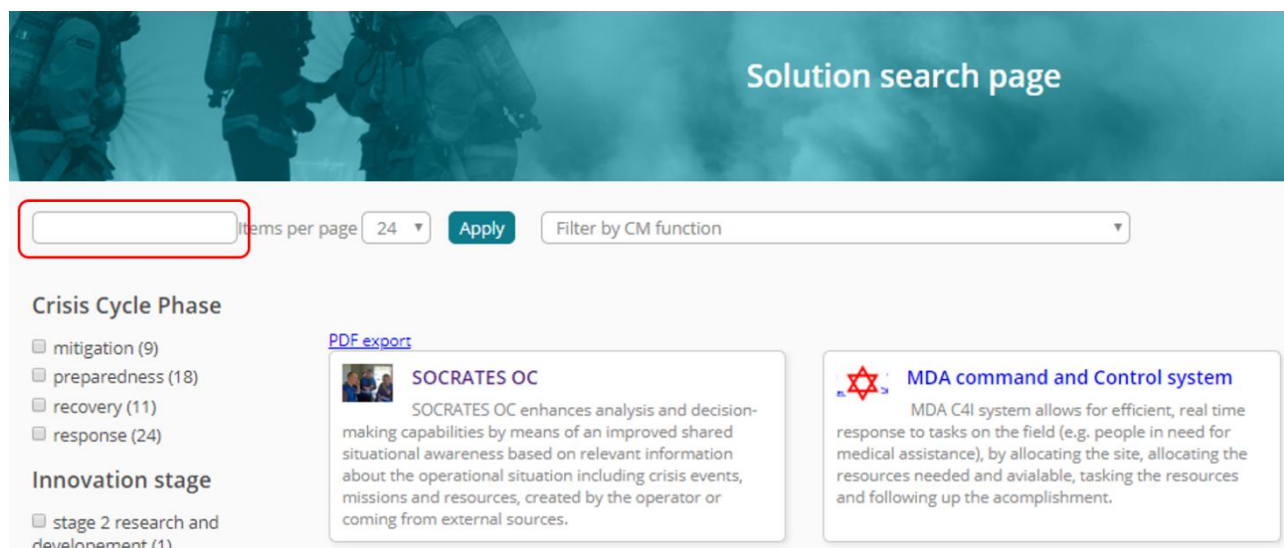 Solution search page
Items per page 24 Apply Filter by CM function
Crisis Cycle Phase
mitigation (9)
preparedness (18)
recovery (11)
response (24)
Innovation stage
stage 2 research and
developement (1)
PDF export
SOCRATES OC
SOCRATES OC enhances analysis and decision-
making capabilities by means of an improved shared
situational awareness based on relevant information
about the operational situation including crisis events,
missions and resources, created by the operator or
coming from external sources.
MDA command and Control system
MDA C4I system allows for efficient, real time
response to tasks on the field (e.g. people in need for
medical assistance), by allocating the site, allocating the
resources needed and avialable, tasking the resources
and following up the acomplishment.